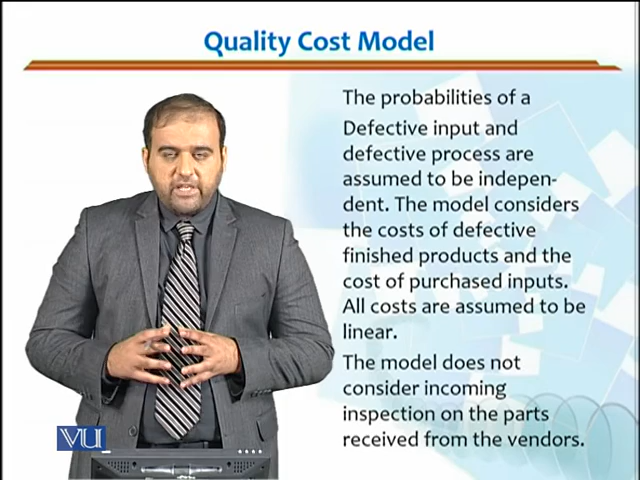 Quality Cost Model
The probabilities of a
Defective input and
defective process are
assumed to be indepen-
dent. The model considers
the costs of defective
finished products and the
cost of purchased inputs.
All costs are assumed to be
linear.
The model does not
consider incoming
inspection on the parts
received from the vendors.
VU